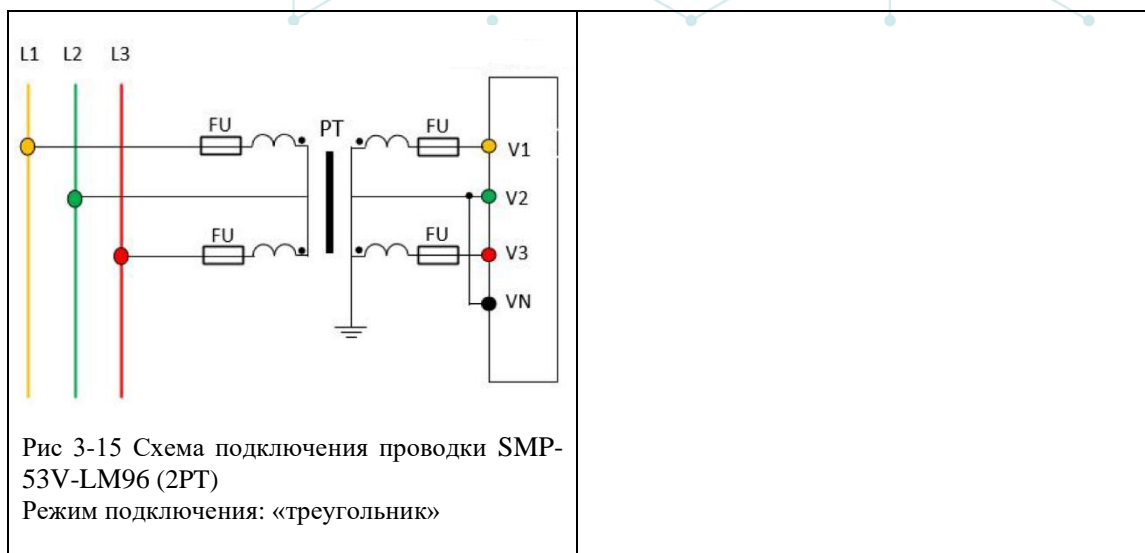 L1 L2 L3
FU PT FU
V1
V2
FU FU
V3
VN
Рис 3-15 Схема подключения проводки SMP-
53V-LM96 (2PT)
Режим подключения: «треугольник»